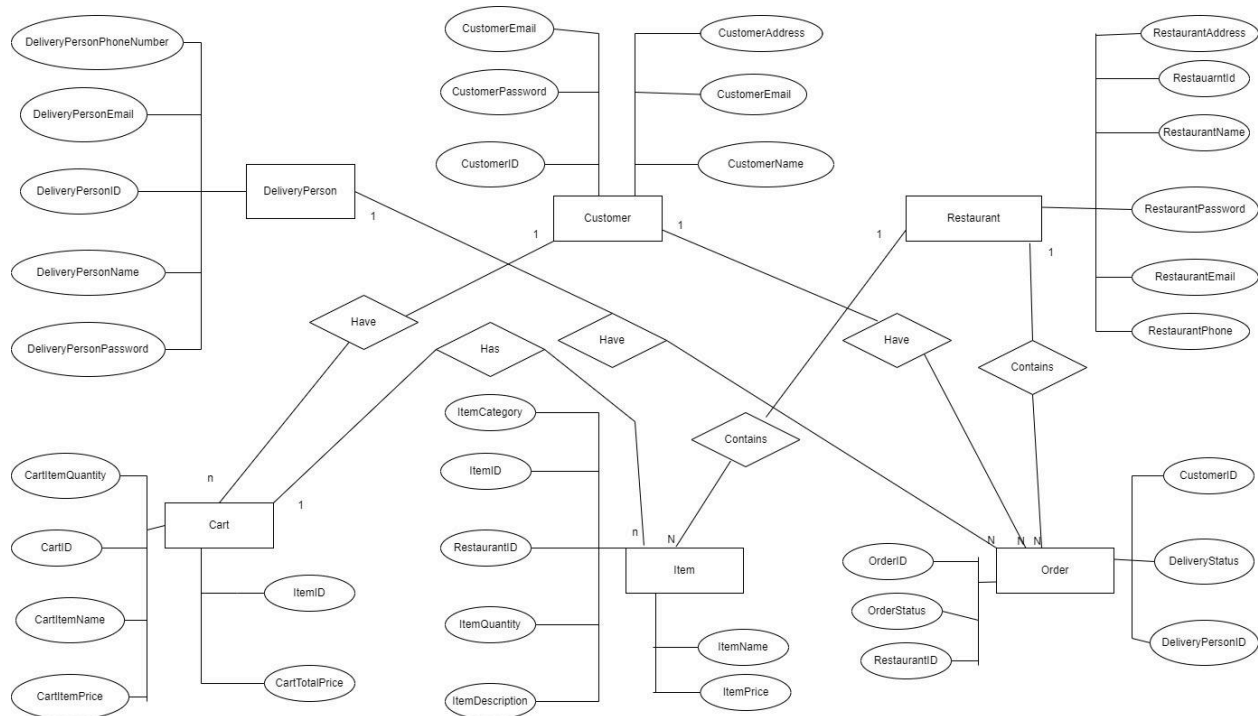 DeliveryPersonPhoneNumber
DeliveryPersonEmail
DeliveryPersonID
DeliveryPersonName
DeliveryPersonPassword
DeliveryPerson
1
CustomerEmail
CustomerPassword
CustomerID
CustomerAddress
CustomerEmail
CustomerName
Customer
1
1
RestaurantAddress
RestauarntId
RestaurantName
RestaurantPassword
RestaurantEmail
RestaurantPhone
Restaurant
1
1
Have
Has
Have
Have
Contains
Contains
CartItemQuantity
CartID
CartItemName
CartItemPrice
n
Cart
1
ItemID
CartTotalPrice
ItemCategory
ItemID
RestaurantID
ItemQuantity
ItemDescription
n
N
Item
ItemName
ItemPrice
OrderID
OrderStatus
RestaurantID
N
N
N
Order
CustomerID
DeliveryStatus
DeliveryPersonID